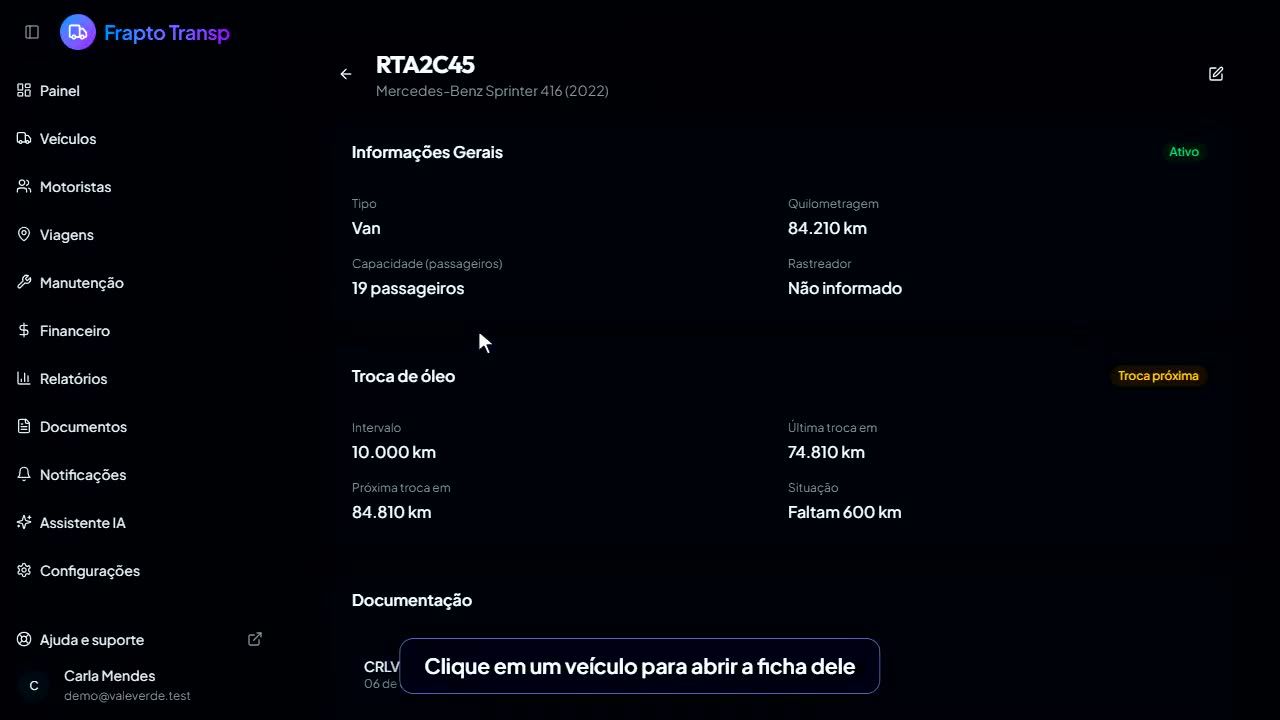 Frapto Transp
Painel
Veículos
Motoristas
Viagens
Manutenção
Financeiro
Relatórios
Documentos
Notificações
Assistente IA
Configurações
Ajuda e suporte
C
Carla Mendes
demo@valeverde.test
RTA2C45
Mercedes-Benz Sprinter 416 (2022)
Informações Gerais
Ativo
Tipo
Quilometragem
Van
84.210 km
Capacidade (passageiros)
Rastreador
19 passageiros
Não informado
Troca de óleo
Troca próxima
Intervalo
Última troca em
10.000 km
74.810 km
Próxima troca em
Situação
84.810 km
Faltam 600 km
Documentação
CRLV
06 de
Clique em um veículo para abrir a ficha dele